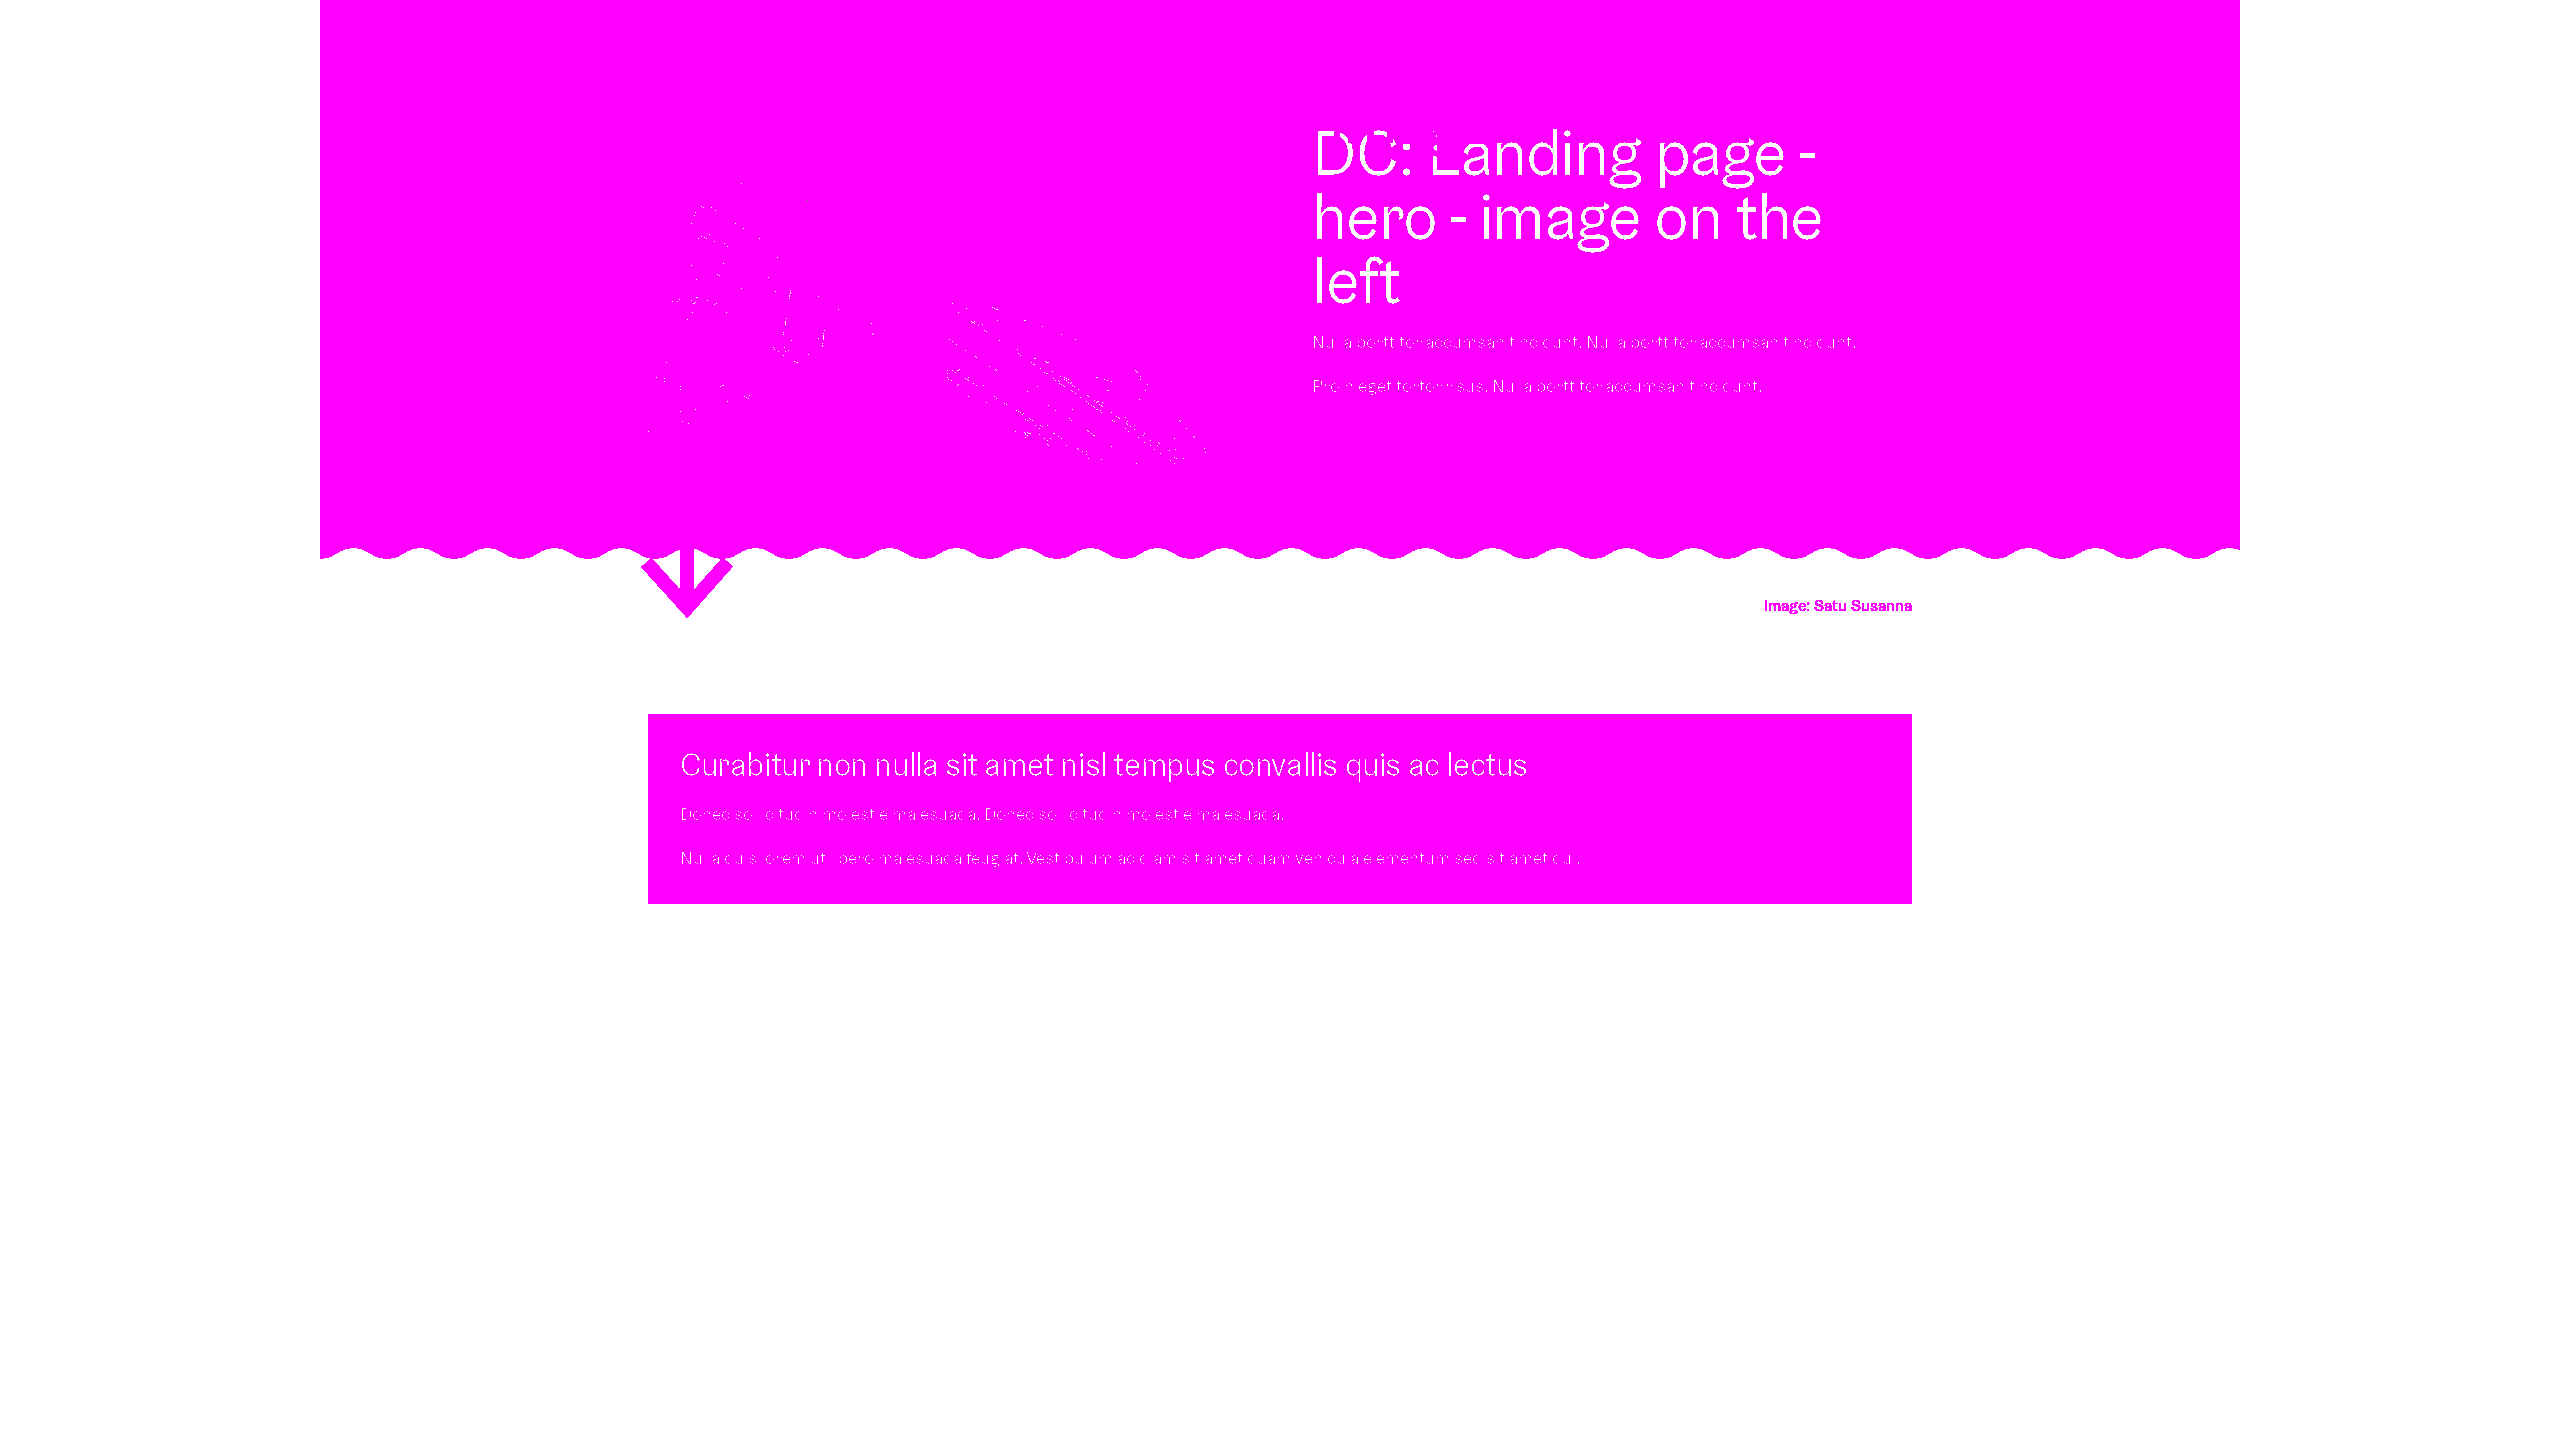 DC: Landing page -
hero - image on the
left
Nulla porttitor accumsan tincidunt. Nulla porttitor accumsan tincidunt.
Proin eget tortor risus. Nulla porttitor accumsan tincidunt.
Image: Satu Susanna
Curabitur non nulla sit amet nisl tempus convallis quis ac lectus
Donec sollicitudin molestie malesuada. Donec sollicitudin molestie malesuada.
Nulla quis lorem ut libero malesuada feugiat. Vestibulum ac diam sit amet quam vehicula elementum sed sit amet dui.